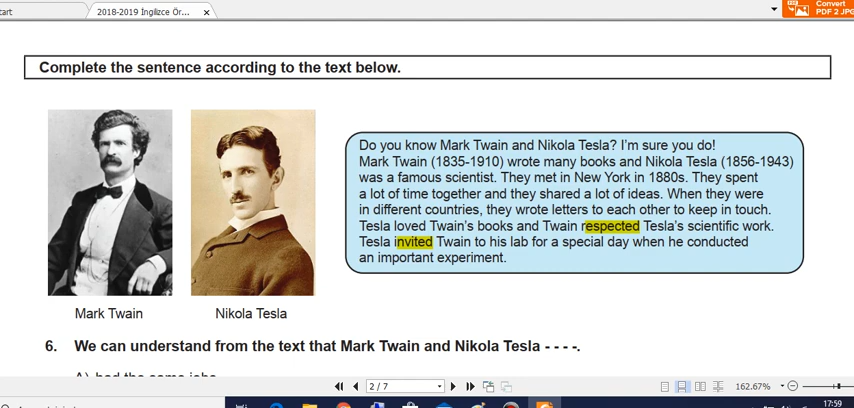 tart
2018-2019 İngilizce Ör... ×
Convert
PDF 2 JPG
Complete the sentence according to the text below.
Do you know Mark Twain and Nikola Tesla? I'm sure you do!
Mark Twain (1835-1910) wrote many books and Nikola Tesla (1856-1943)
was a famous scientist. They met in New York in 1880s. They spent
a lot of time together and they shared a lot of ideas. When they were
in different countries, they wrote letters to each other to keep in touch.
Tesla loved Twain's books and Twain respected Tesla's scientific work.
Tesla invited Twain to his lab for a special day when he conducted
an important experiment.
Mark Twain
Nikola Tesla
6. We can understand from the text that Mark Twain and Nikola Tesla - - - -.
A) had the same jobs
2 / 7
162.67%
17:59